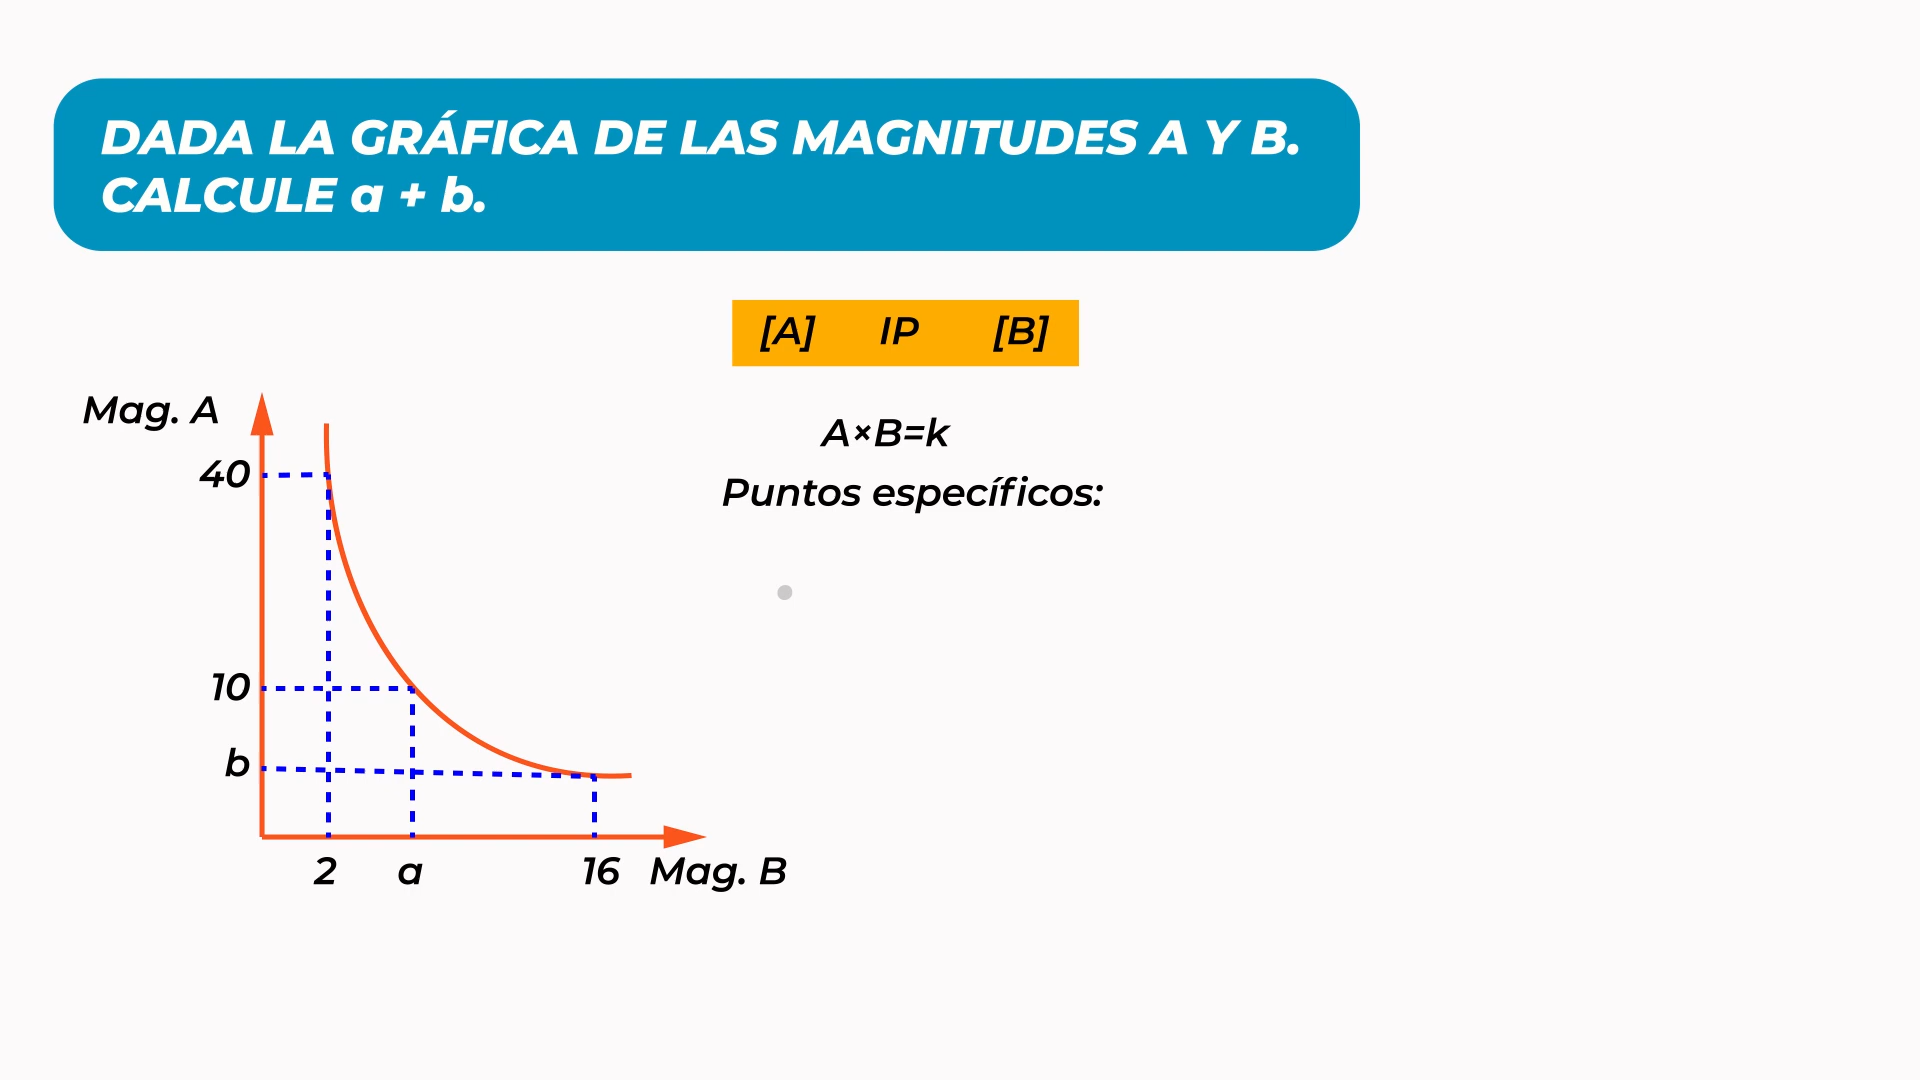 DADA LA GRÁFICA DE LAS MAGNITUDES A Y B.
CALCULE a + b.
[A] IP [B]
Mag. A
A×B=k
40
Puntos específicos:
10
b
2 a 16 Mag. B